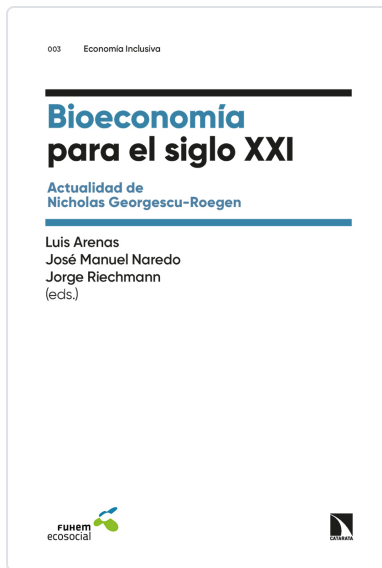 003 Economía Inclusiva
Bioeconomía
para el siglo XXI
Actualidad de
Nicholas Georgescu-Roegen
Luis Arenas
José Manuel Naredo
Jorge Riechmann
(eds.)
FUHEM
ecosocial
CATARATA